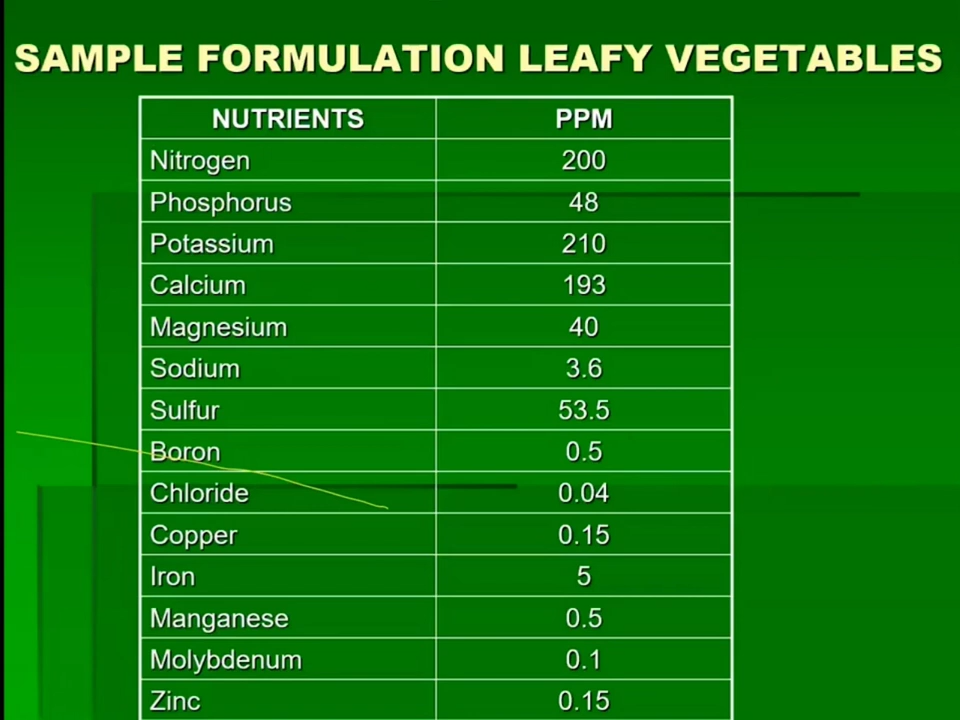 SAMPLE FORMULATION LEAFY VEGETABLES
NUTRIENTS PPM
Nitrogen 200
Phosphorus 48
Potassium 210
Calcium 193
Magnesium 40
Sodium 3.6
Sulfur 53.5
Boron 0.5
Chloride 0.04
Copper 0.15
Iron 5
Manganese 0.5
Molybdenum 0.1
Zinc 0.15